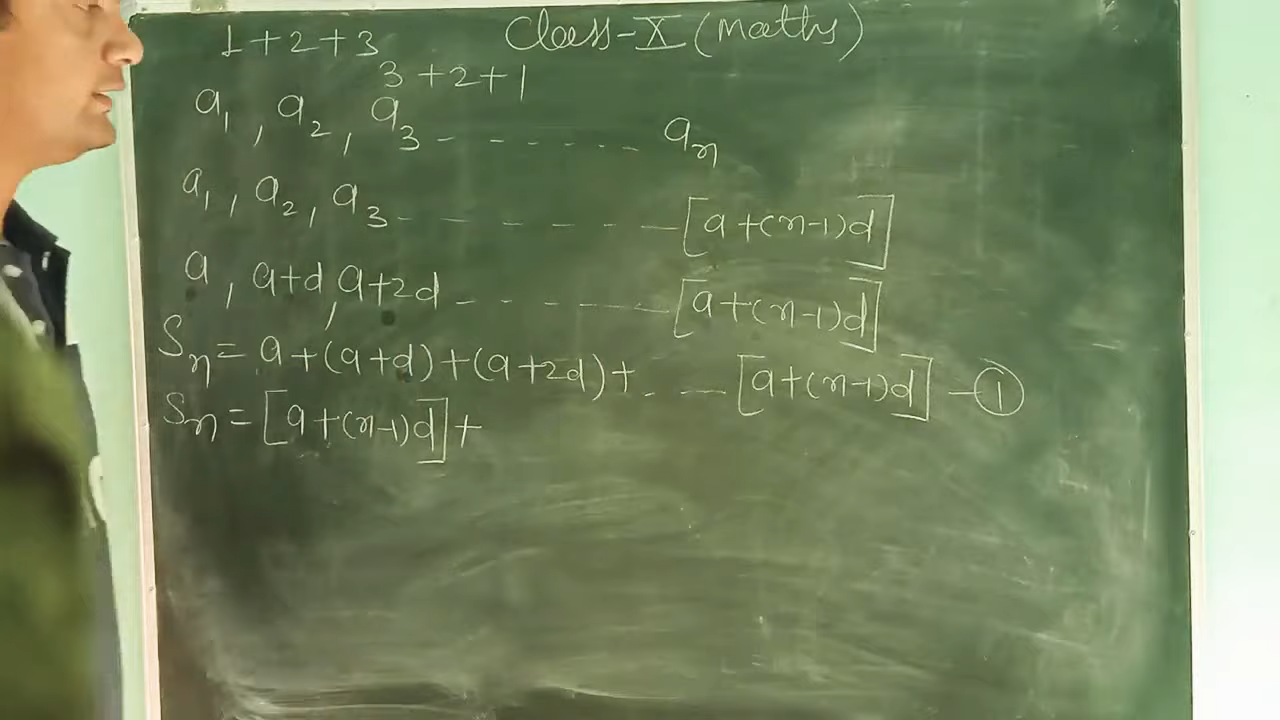 Class-X (Maths)
1+2+3
3+2+1
a₁, a₂, a₃ - - - - - - - aₙ
a₁, a₂, a₃ - - - - - - - [a+(n-1)d]
a, a+d, a+2d - - - - - [a+(n-1)d]
Sₙ = a+(a+d)+(a+2d)+ - - - [a+(n-1)d] - ①
Sₙ = [a+(n-1)d]+